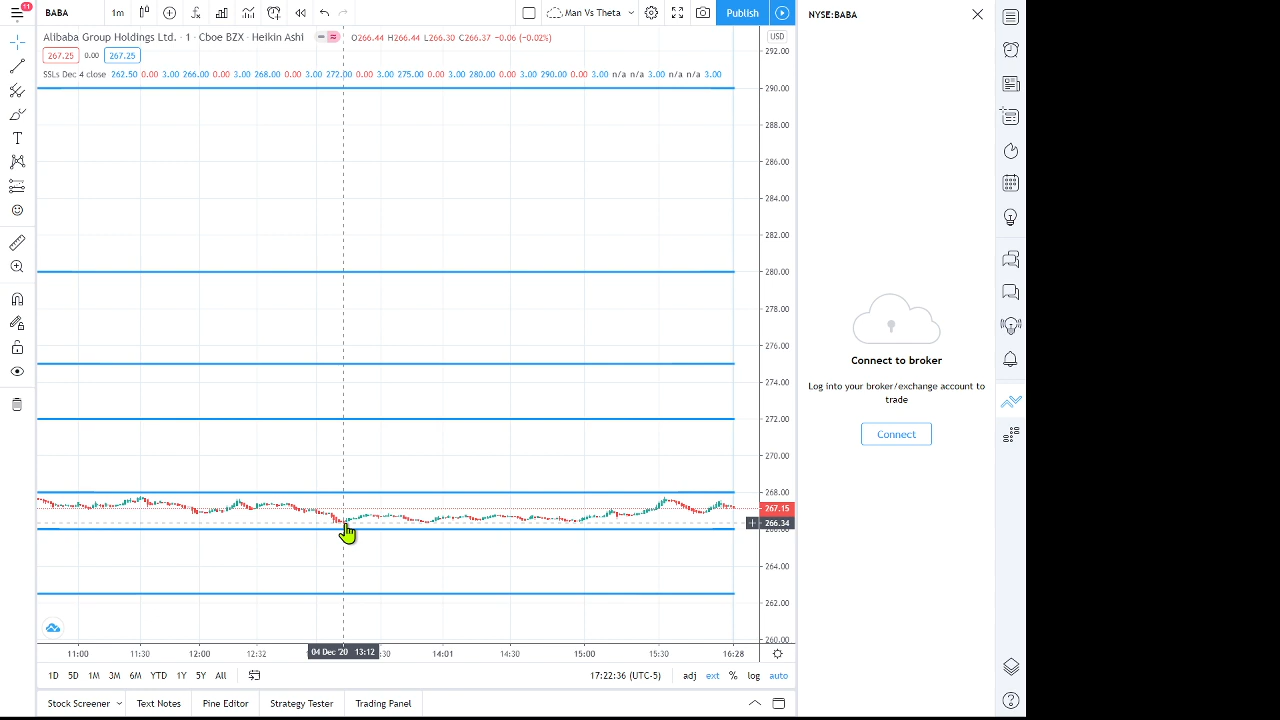 11
BABA
1m
Man Vs Theta
Publish
NYSE:BABA
Alibaba Group Holdings Ltd. · 1 · Cboe BZX · Heikin Ashi
O266.44 H266.44 L266.30 C266.37 −0.06 (−0.02%)
USD
267.25 0.00 267.25
SSLs Dec 4 close 262.50 0.00 3.00 266.00 0.00 3.00 268.00 0.00 3.00 272.00 0.00 3.00 275.00 0.00 3.00 280.00 0.00 3.00 290.00 0.00 3.00 n/a n/a 3.00 n/a n/a 3.00
292.00
290.00
288.00
286.00
284.00
282.00
280.00
278.00
276.00
274.00
272.00
270.00
268.00
267.15
266.34
264.00
262.00
260.00
Connect to broker
Log into your broker/exchange account to
trade
Connect
11:00 11:30 12:00 12:32 04 Dec '20 13:12 14:01 14:30 15:00 15:30 16:28
1D 5D 1M 3M 6M YTD 1Y 5Y All
17:22:36 (UTC-5) adj ext % log auto
Text Notes Pine Editor Strategy Tester Trading Panel